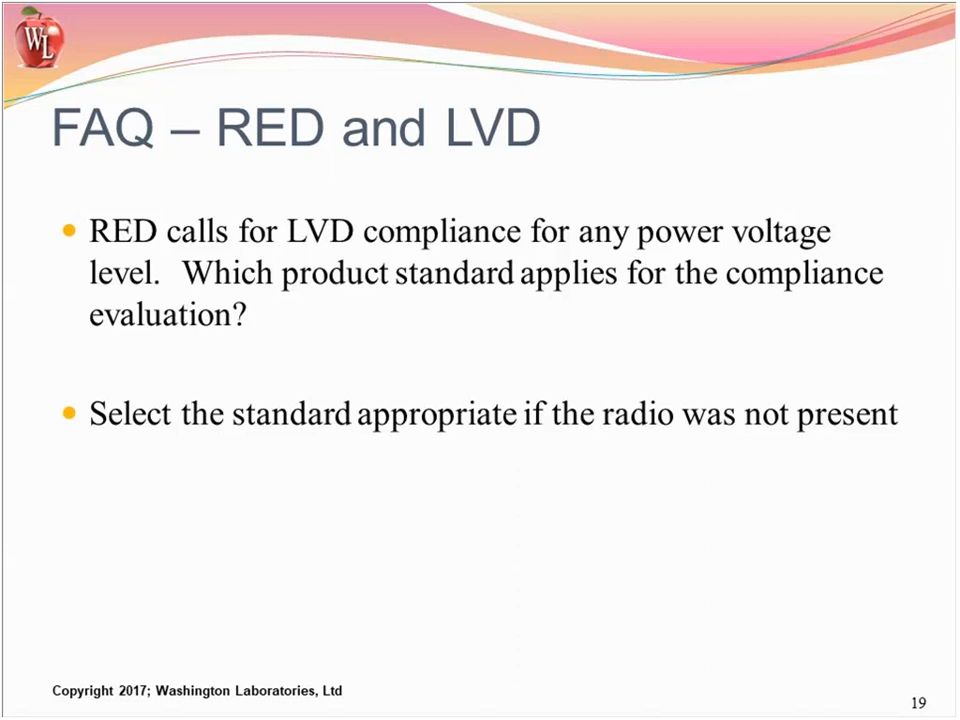 WL
FAQ – RED and LVD
RED calls for LVD compliance for any power voltage
level. Which product standard applies for the compliance
evaluation?
Select the standard appropriate if the radio was not present
Copyright 2017; Washington Laboratories, Ltd
19